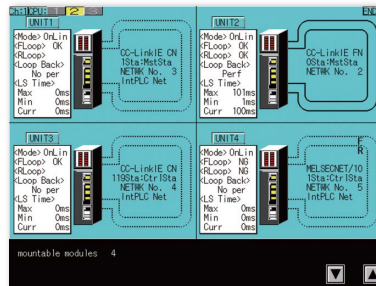 Ch:1CPU: 1 2 3 END
UNIT1
<Mode> OnLin
<FLoop> OK
<RLoop>
<Loop Back>
No per
<LS Time>
Max 0ms
Min 0ms
Curr 0ms
CC-LinkIE CN
1Sta:MstSta
NETWK No. 3
IntPLC Net
UNIT2
<Mode> OnLin
<FLoop> OK
<RLoop> OK
<Loop Back>
Perf
<LS Time>
Max 101ms
Min 1ms
Curr 100ms
CC-LinkIE FN
0Sta:MstSta
NETWK No. 2
UNIT3
<Mode> OnLin
<FLoop> OK
<RLoop>
<Loop Back>
No per
<LS Time>
Max 0ms
Min 0ms
Curr 0ms
CC-LinkIE CN
119Sta:CtrlSta
NETWK No. 4
IntPLC Net
UNIT4
<Mode> OnLin
<FLoop> NG
<RLoop> NG
<Loop Back>
No per
<LS Time>
Max 0ms
Min 0ms
Curr 0ms
F
R
MELSECNET/10
1Sta:CtrlSta
NETWK No. 5
IntPLC Net
mountable modules 4